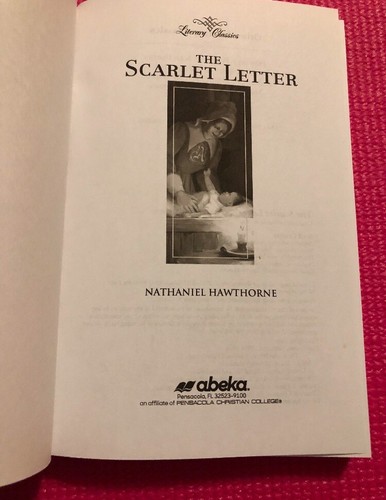 Literary Classics
THE
SCARLET LETTER
A
NATHANIEL HAWTHORNE
abeka.
Pensacola, FL 32523-9100
an affiliate of PENSACOLA CHRISTIAN COLLEGE®